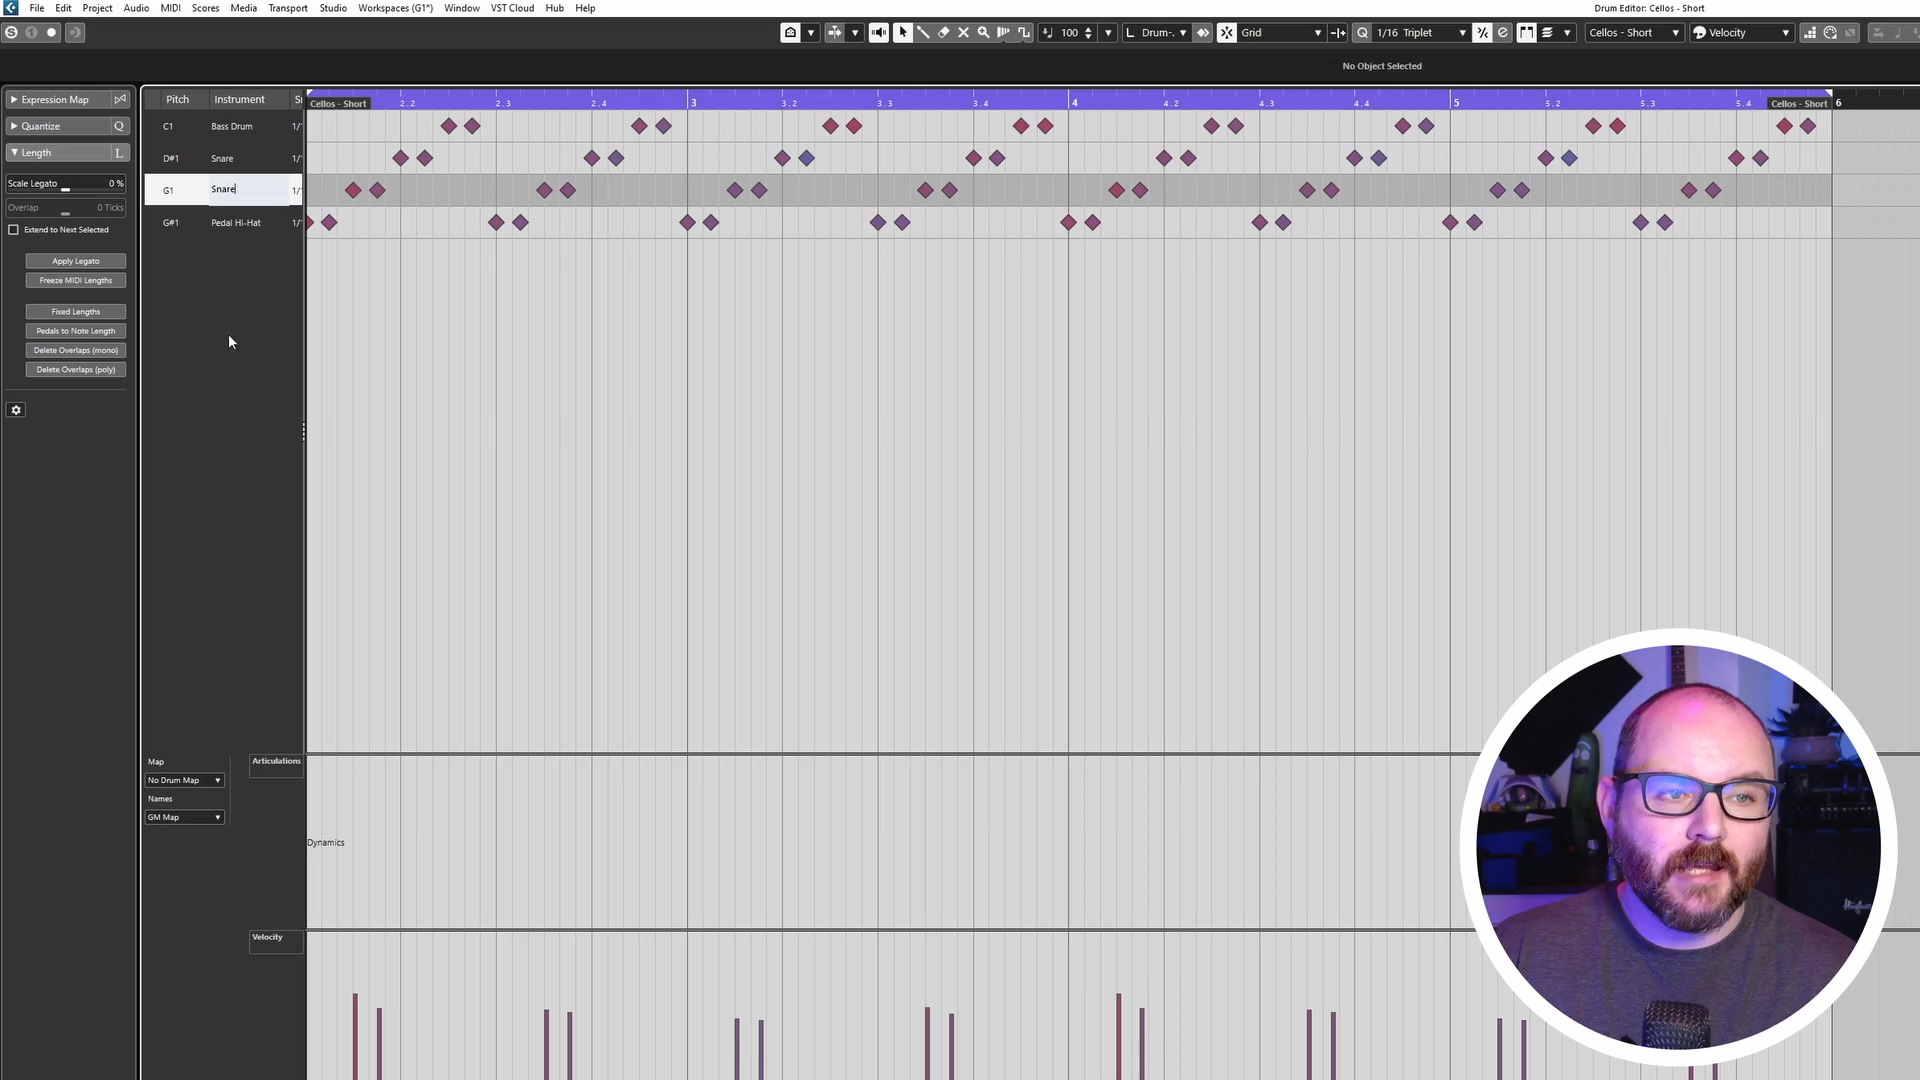 File Edit Project Audio MIDI Scores Media Transport Studio Workspaces (G1*) Window VST Cloud Hub Help
Drum Editor: Cellos - Short
S
100
Drum-.
Grid
1/16 Triplet
Cellos - Short
Velocity
No Object Selected
Expression Map
Quantize Q
Length L
Scale Legato 0 %
Overlap 0 Ticks
Extend to Next Selected
Apply Legato
Freeze MIDI Lengths
Fixed Lengths
Pedals to Note Length
Delete Overlaps (mono)
Delete Overlaps (poly)
Pitch Instrument
Cellos - Short 2.2 2.3 2.4 3 3.2 3.3 3.4 4 4.2 4.3 4.4 5 5.2 5.3 5.4 Cellos - Short 6
C1 Bass Drum 1/
D#1 Snare 1/
G1 Snare 1/
G#1 Pedal Hi-Hat 1/
Map
No Drum Map
Names
GM Map
Articulations
Dynamics
Velocity